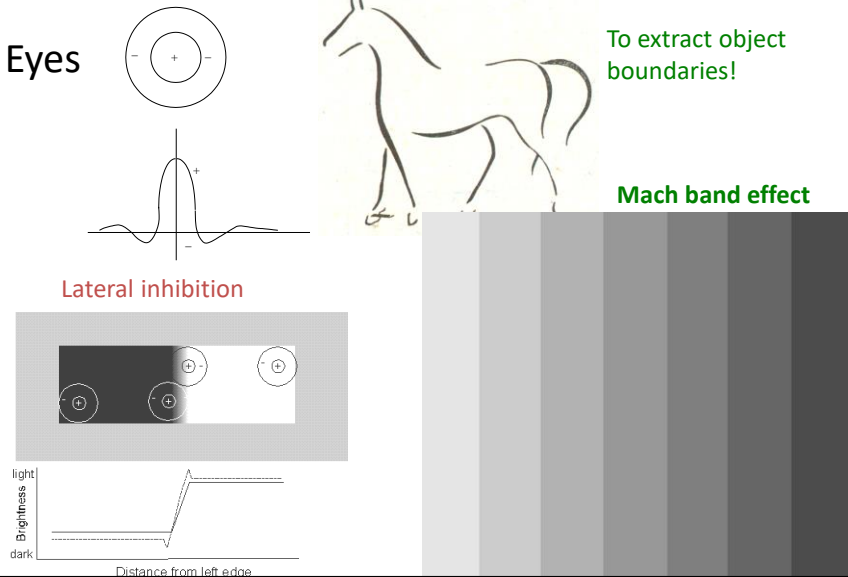 Eyes
To extract object
boundaries!
Mach band effect
Lateral inhibition
light
Brightness
dark
Distance from left edge